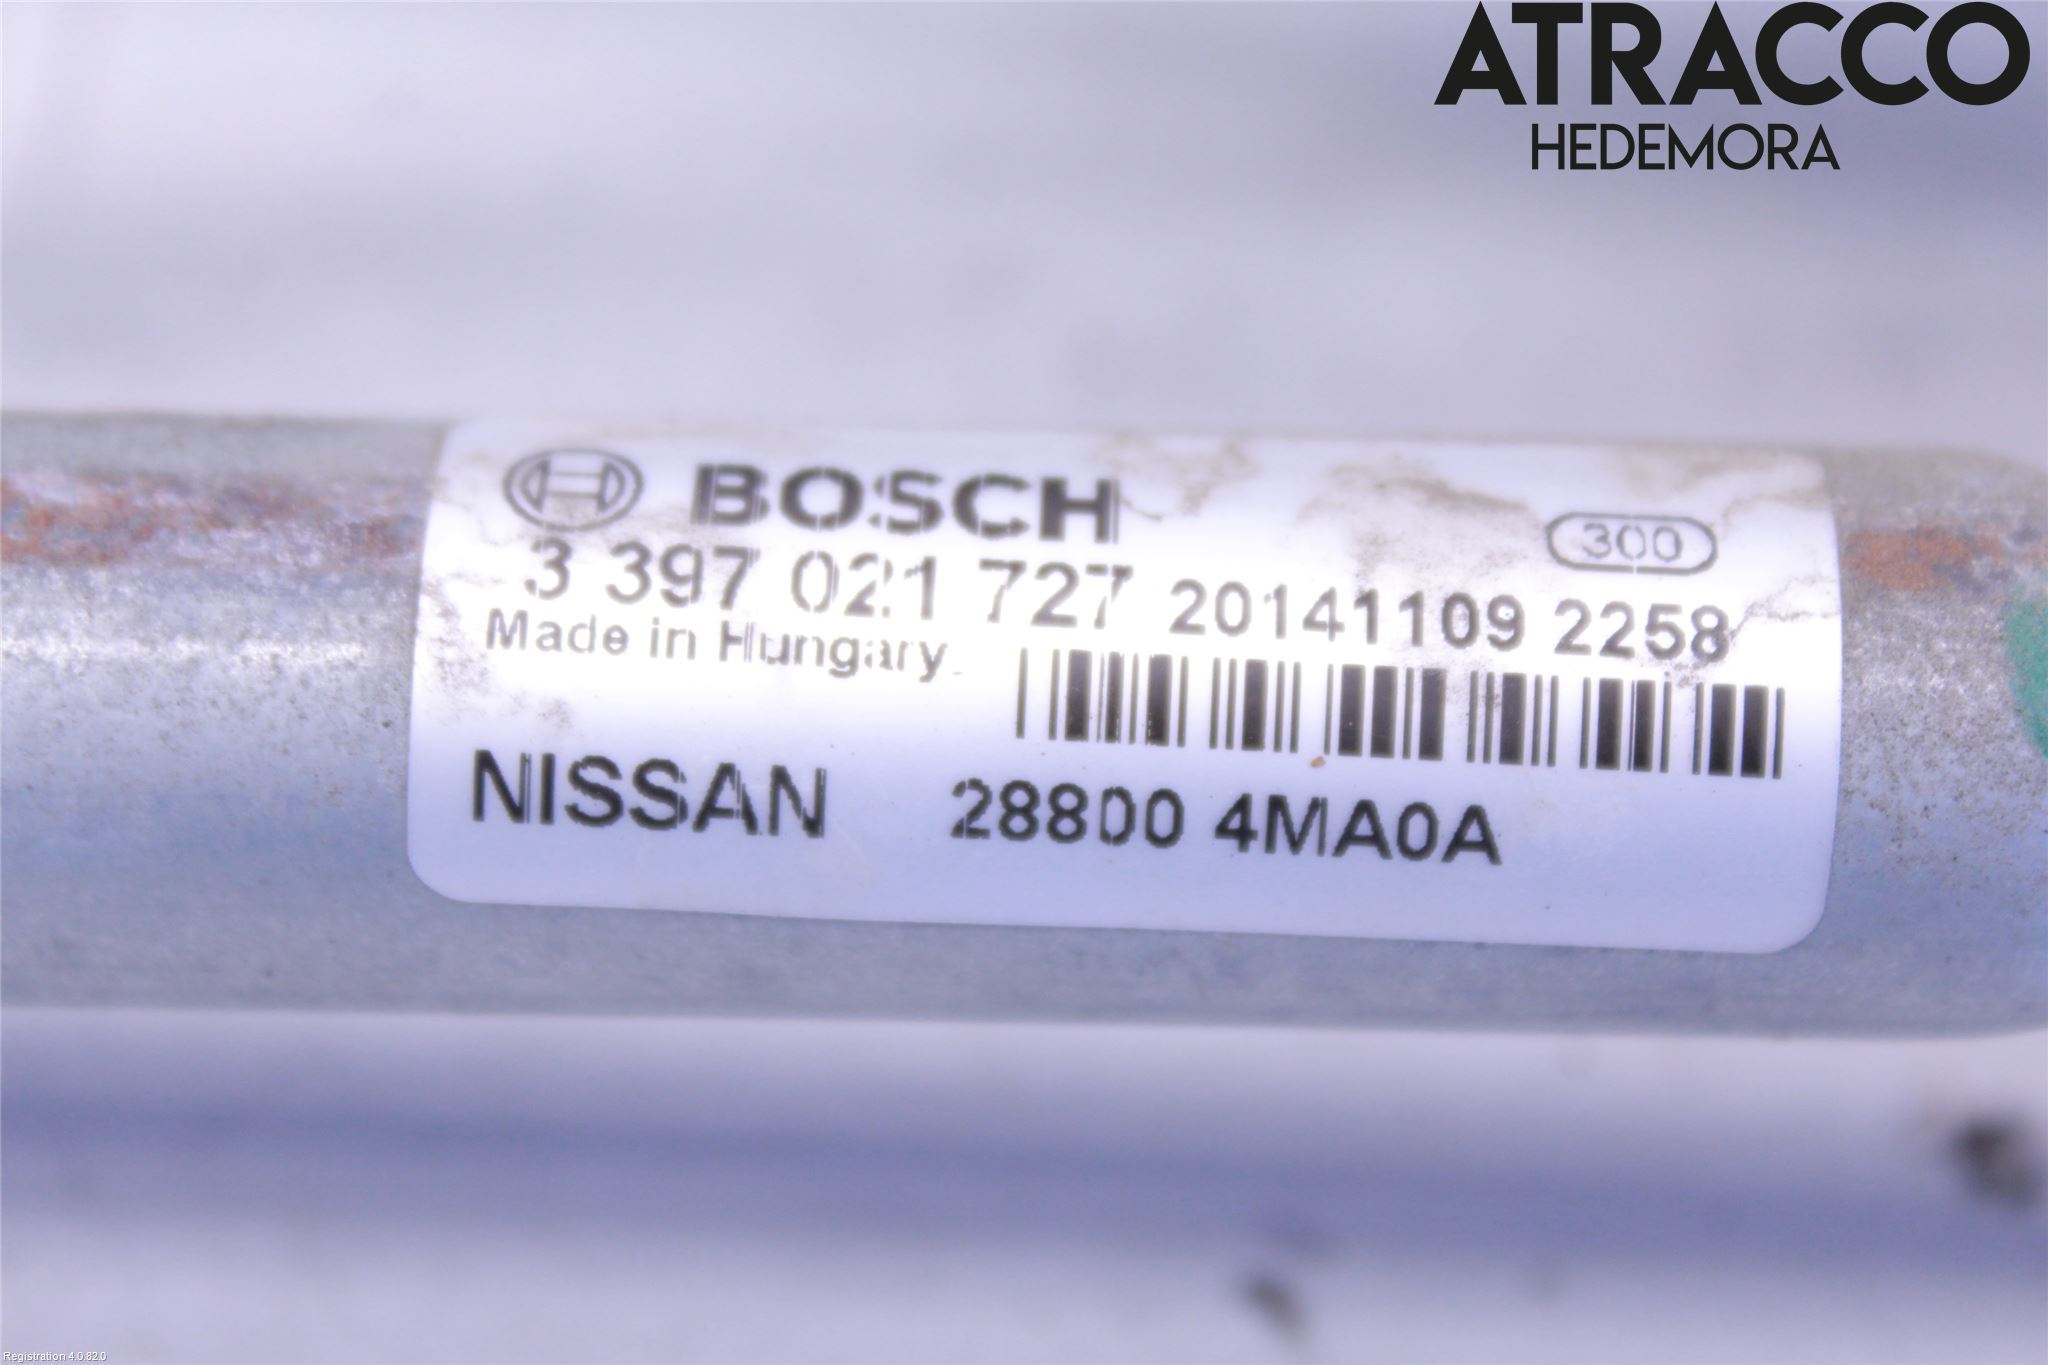 ATRACCO
HEDEMORA
BOSCH
300
3 397 021 727 20141109 2258
Made in Hungary
NISSAN 28800 4MA0A
Registration 4.0.82.0